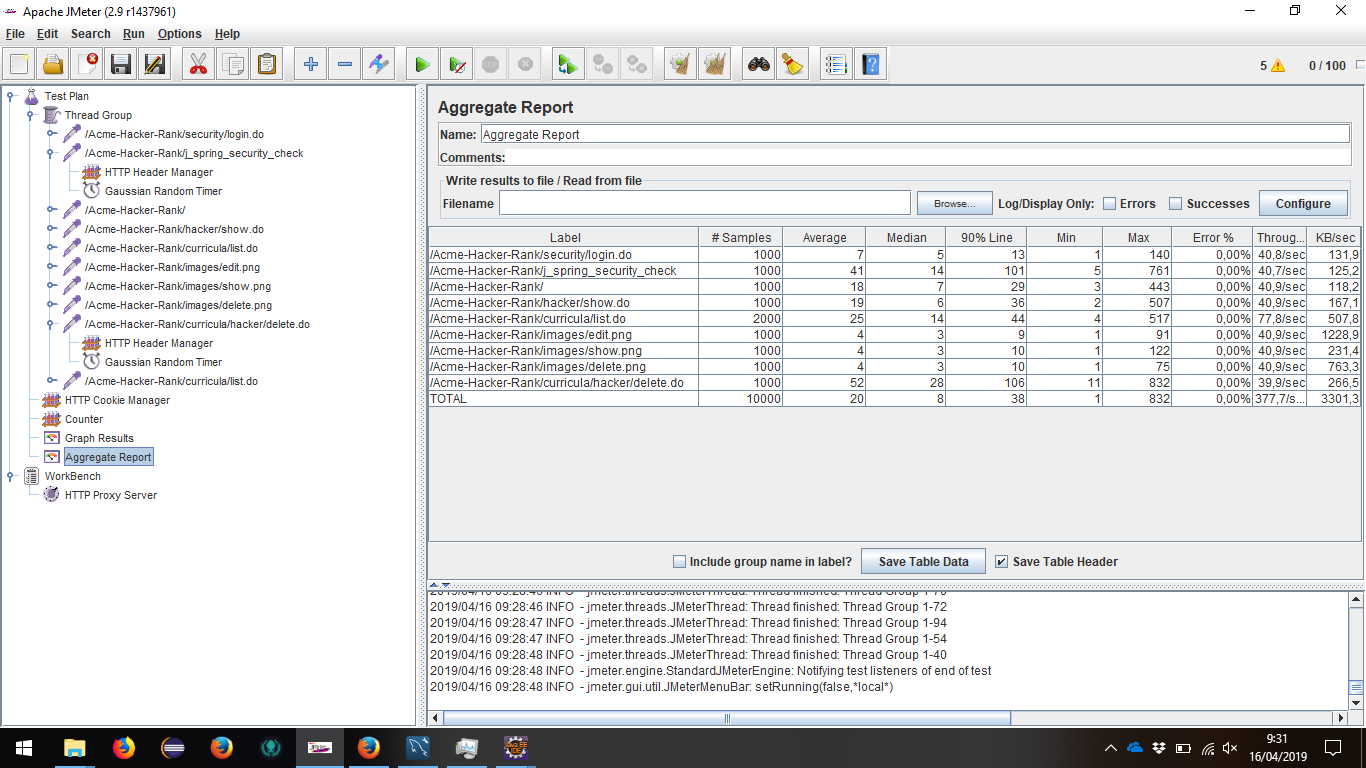 Apache JMeter (2.9 r1437961)
File Edit Search Run Options Help
5 0 / 100
Test Plan
Thread Group
/Acme-Hacker-Rank/security/login.do
/Acme-Hacker-Rank/j_spring_security_check
HTTP Header Manager
Gaussian Random Timer
/Acme-Hacker-Rank/
/Acme-Hacker-Rank/hacker/show.do
/Acme-Hacker-Rank/curricula/list.do
/Acme-Hacker-Rank/images/edit.png
/Acme-Hacker-Rank/images/show.png
/Acme-Hacker-Rank/images/delete.png
/Acme-Hacker-Rank/curricula/hacker/delete.do
HTTP Header Manager
Gaussian Random Timer
/Acme-Hacker-Rank/curricula/list.do
HTTP Cookie Manager
Counter
Graph Results
Aggregate Report
WorkBench
HTTP Proxy Server
Aggregate Report
Name: Aggregate Report
Comments:
Write results to file / Read from file
Filename Browse... Log/Display Only: Errors Successes Configure
Label # Samples Average Median 90% Line Min Max Error % Throug... KB/sec
/Acme-Hacker-Rank/security/login.do 1000 7 5 13 1 140 0,00% 40,8/sec 131,9
/Acme-Hacker-Rank/j_spring_security_check 1000 41 14 101 5 761 0,00% 40,7/sec 125,2
/Acme-Hacker-Rank/ 1000 18 7 29 3 443 0,00% 40,9/sec 118,2
/Acme-Hacker-Rank/hacker/show.do 1000 19 6 36 2 507 0,00% 40,9/sec 167,1
/Acme-Hacker-Rank/curricula/list.do 2000 25 14 44 4 517 0,00% 77,8/sec 507,8
/Acme-Hacker-Rank/images/edit.png 1000 4 3 9 1 91 0,00% 40,9/sec 1228,9
/Acme-Hacker-Rank/images/show.png 1000 4 3 10 1 122 0,00% 40,9/sec 231,4
/Acme-Hacker-Rank/images/delete.png 1000 4 3 10 1 75 0,00% 40,9/sec 763,3
/Acme-Hacker-Rank/curricula/hacker/delete.do 1000 52 28 106 11 832 0,00% 39,9/sec 266,5
TOTAL 10000 20 8 38 1 832 0,00% 377,7/s... 3301,3
Include group name in label? Save Table Data Save Table Header
2019/04/16 09:28:46 INFO - jmeter.threads.JMeterThread: Thread finished: Thread Group 1-72
2019/04/16 09:28:47 INFO - jmeter.threads.JMeterThread: Thread finished: Thread Group 1-94
2019/04/16 09:28:47 INFO - jmeter.threads.JMeterThread: Thread finished: Thread Group 1-54
2019/04/16 09:28:48 INFO - jmeter.threads.JMeterThread: Thread finished: Thread Group 1-40
2019/04/16 09:28:48 INFO - jmeter.engine.StandardJMeterEngine: Notifying test listeners of end of test
2019/04/16 09:28:48 INFO - jmeter.gui.util.JMeterMenuBar: setRunning(false,*local*)
9:31
16/04/2019